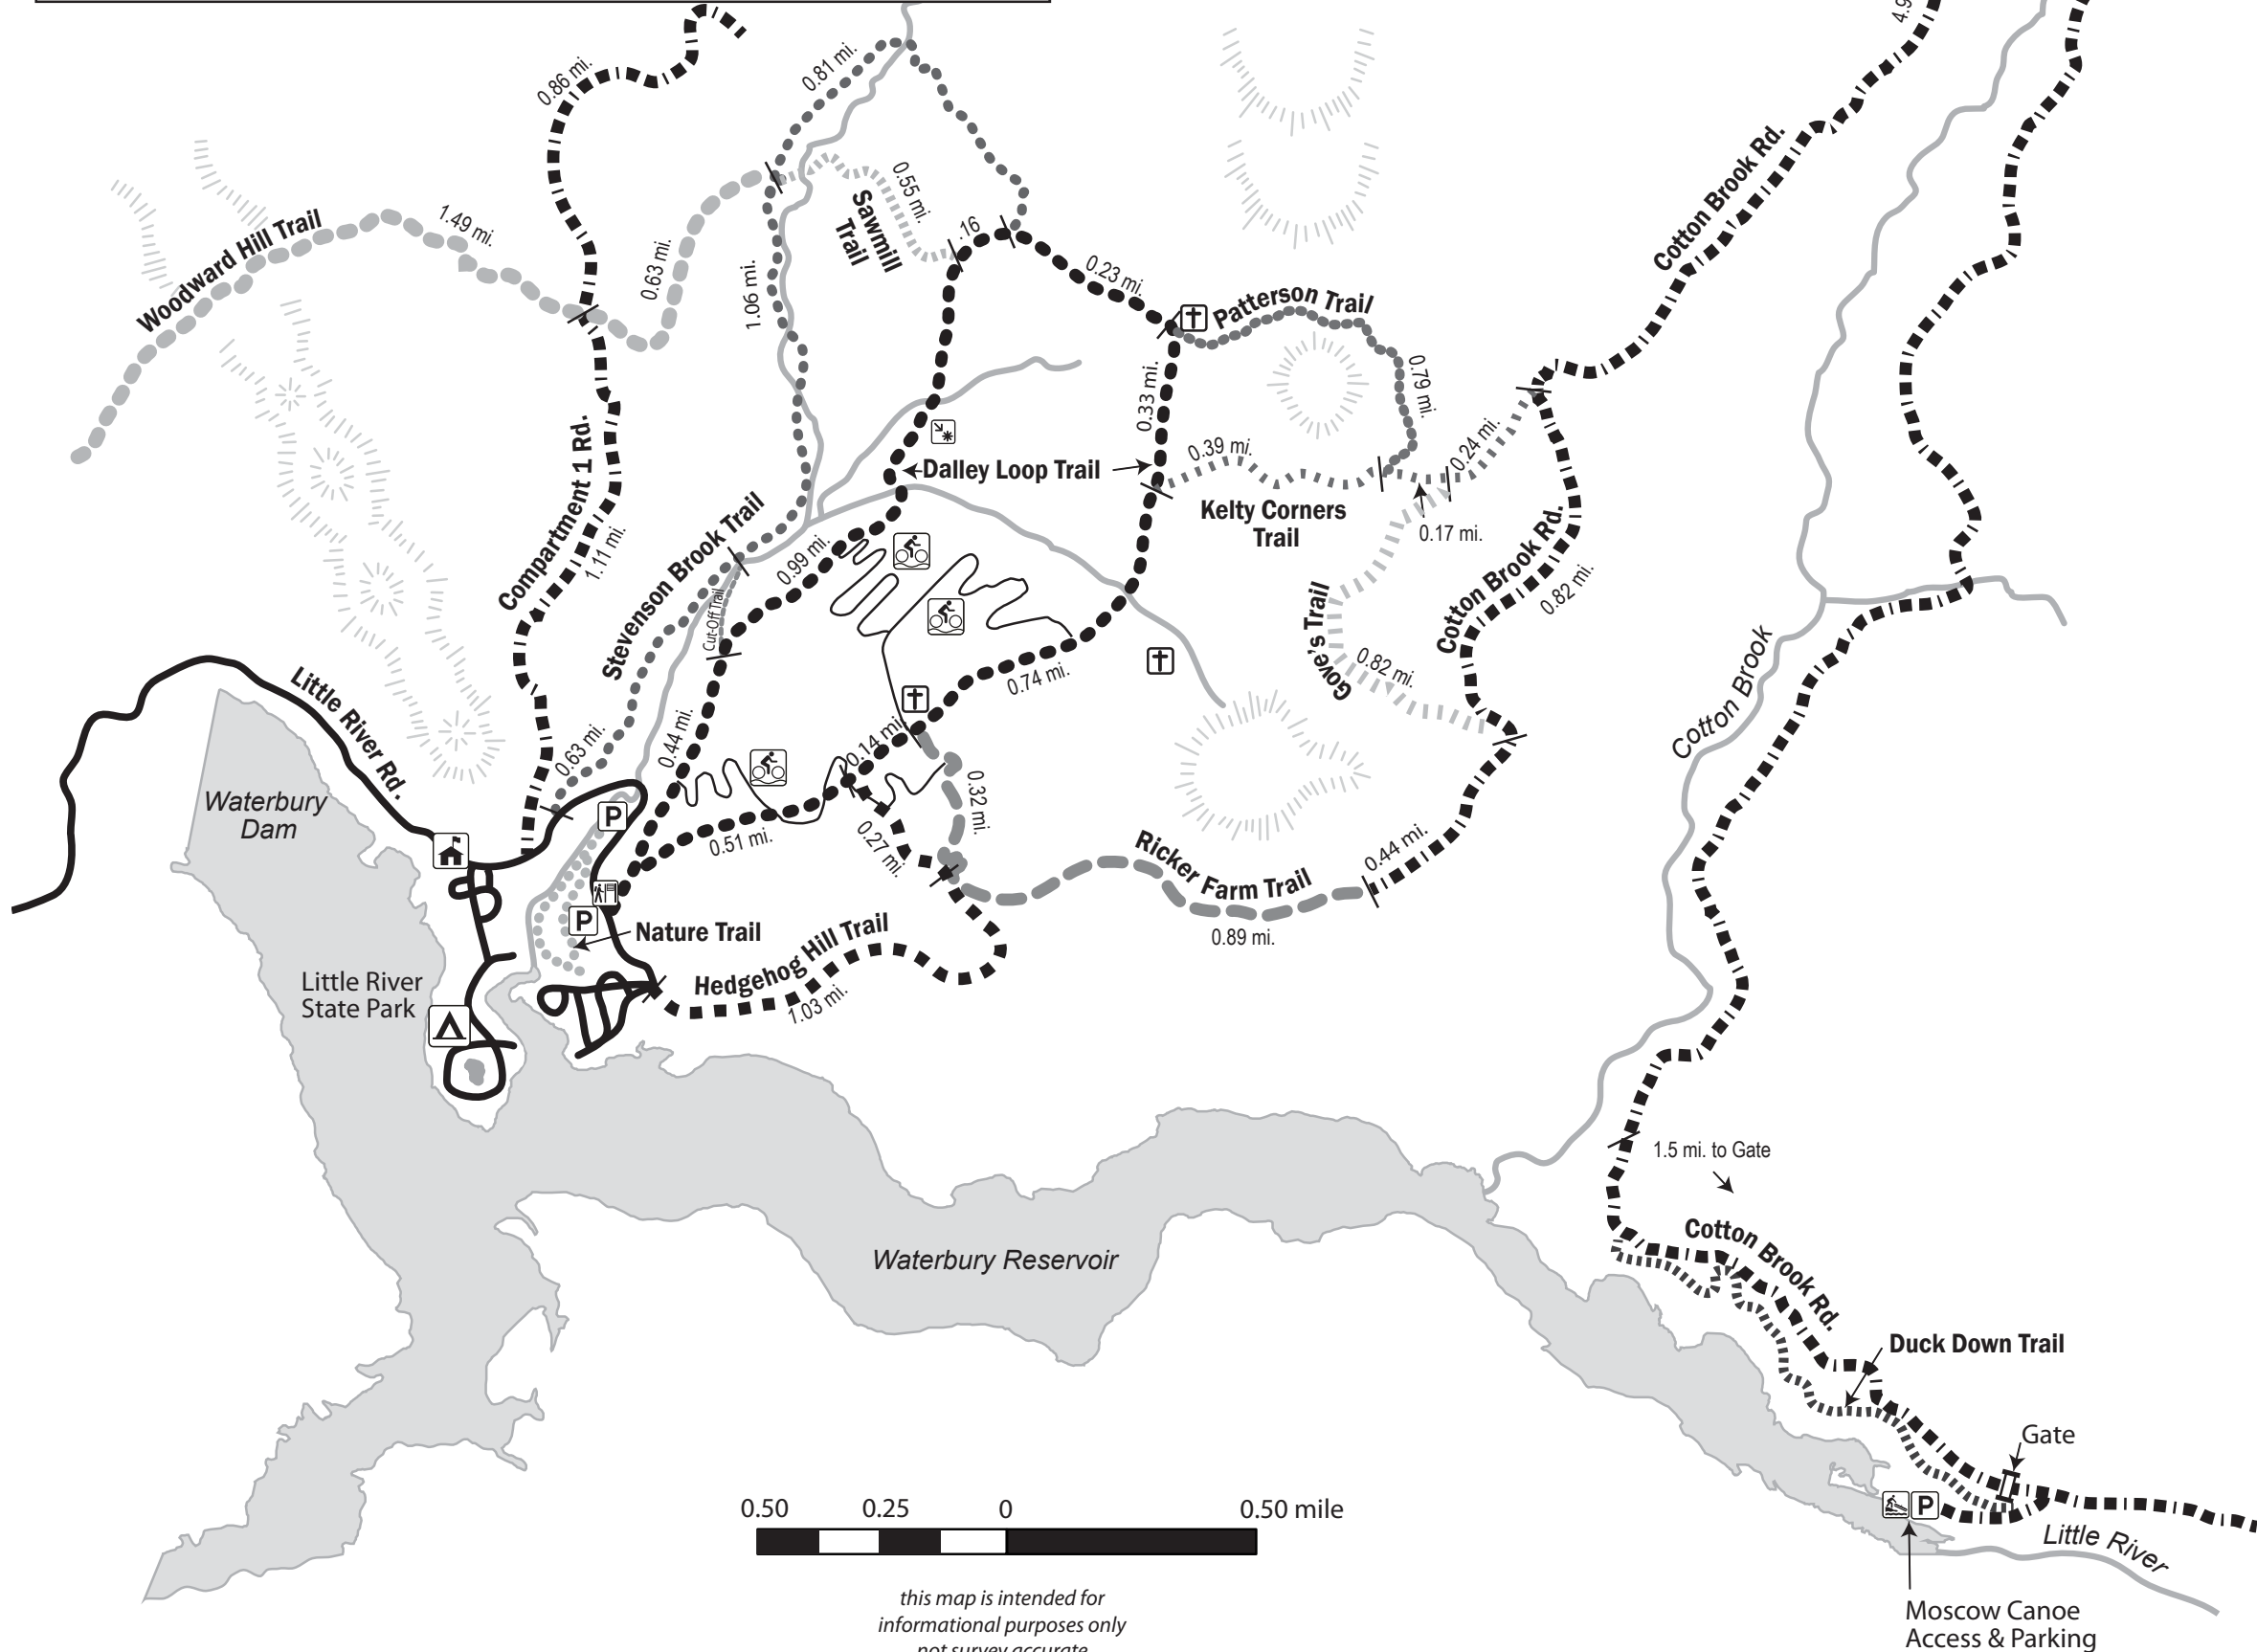 4.9
0.81 mi.
0.86 mi.
Cotton Brook Rd.
0.55 mi.
Sawmill
Trail
.16
Woodward Hill Trail
1.49 mi.
0.63 mi.
1.06 mi.
0.23 mi.
Patterson Trail
0.33 mi.
0.79 mi.
Dalley Loop Trail
0.39 mi.
0.24 mi.
Kelty Corners
Trail
0.17 mi.
Compartment 1 Rd.
1.11 mi.
Stevenson Brook Trail
0.99 mi.
Cut-Off Trail
Cotton Brook Rd.
0.82 mi.
Gove's Trail
0.82 mi.
Cotton Brook
Little River Rd.
0.74 mi.
0.63 mi.
0.44 mi.
0.14 mi.
Waterbury
Dam
P
0.51 mi.
0.27 mi.
0.32 mi.
Ricker Farm Trail
0.44 mi.
0.89 mi.
P
Nature Trail
Hedgehog Hill Trail
1.03 mi.
Little River
State Park
1.5 mi. to Gate
Waterbury Reservoir
Cotton Brook Rd.
Duck Down Trail
Gate
P
Little River
Moscow Canoe
Access & Parking
0.50 0.25 0 0.50 mile
this map is intended for
informational purposes only
not survey accurate